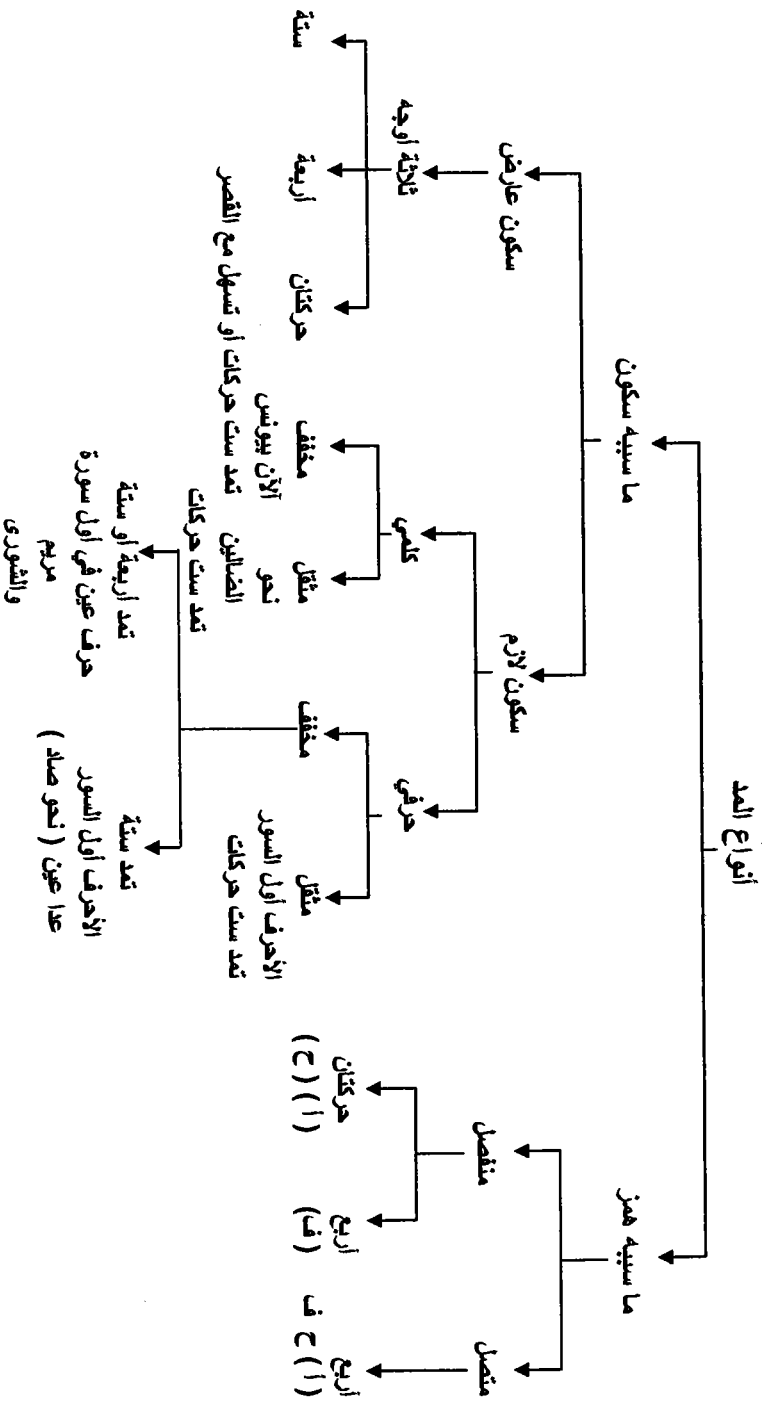 أنواع المد
ما سببه همز
ما سببه سكون
متصل
منفصل
سكون لازم
سكون عارض
أربع
(أ) ح ف
أربع
(ف)
حركتان
(أ) (ح)
حرفي
كلمي
ثلاثة أوجه
مثقل
الأحرف أول السور
تمد ست حركات
مخفف
مثقل
نحو
الضالين
تمد ست حركات
مخفف
آلآن بيونس
تمد ست حركات أو تسهل مع القصر
حركتان
أربعة
ستة
تمد ستة
الأحرف أول السور
عدا عين ( نحو صاد )
تمد أربعة أو ستة
حرف عين في أول سورة
مريم
والشورى